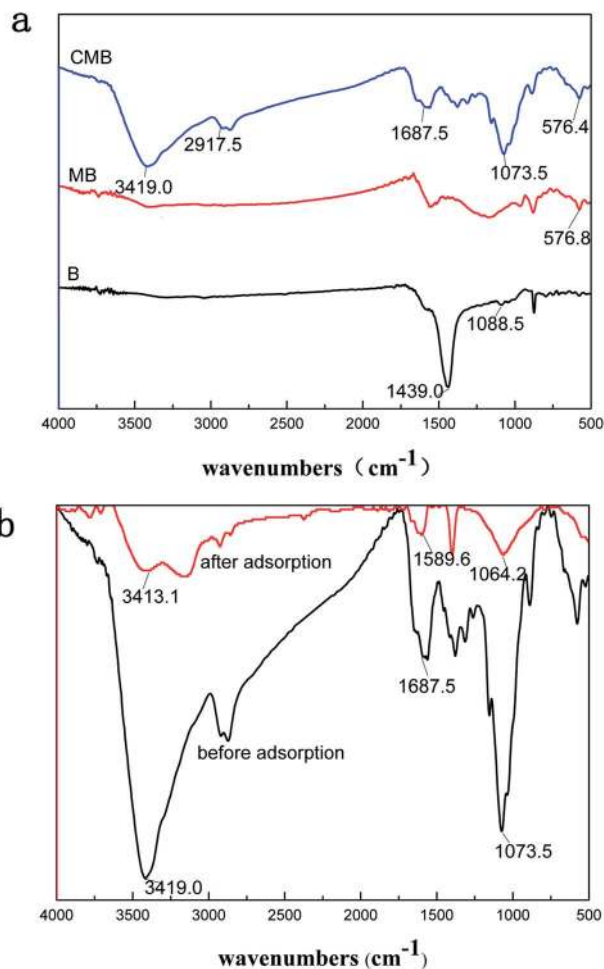 a
CMB
2917.5
1687.5
576.4
3419.0
1073.5
MB
576.8
B
1088.5
1439.0
4000 3500 3000 2500 2000 1500 1000 500
wavenumbers (cm-1)
b
after adsorption
3413.1
1589.6
1064.2
1687.5
before adsorption
3419.0
1073.5
4000 3500 3000 2500 2000 1500 1000 500
wavenumbers (cm-1)